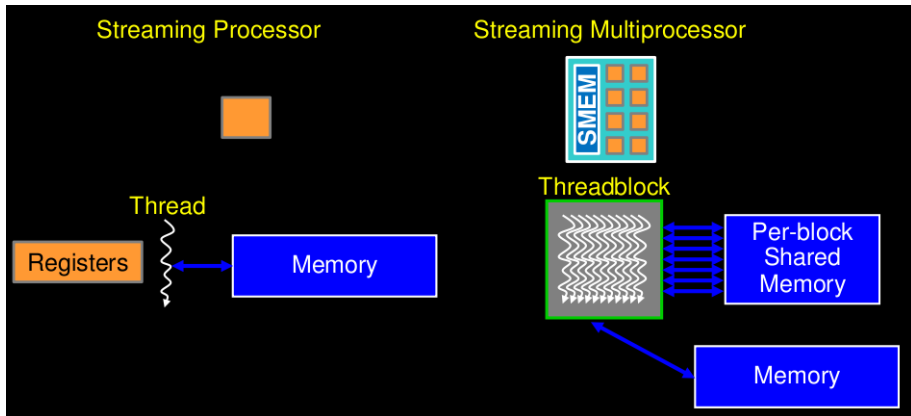 Streaming Processor
Streaming Multiprocessor
SMEM
Thread
Threadblock
Registers
Memory
Per-block
Shared
Memory
Memory